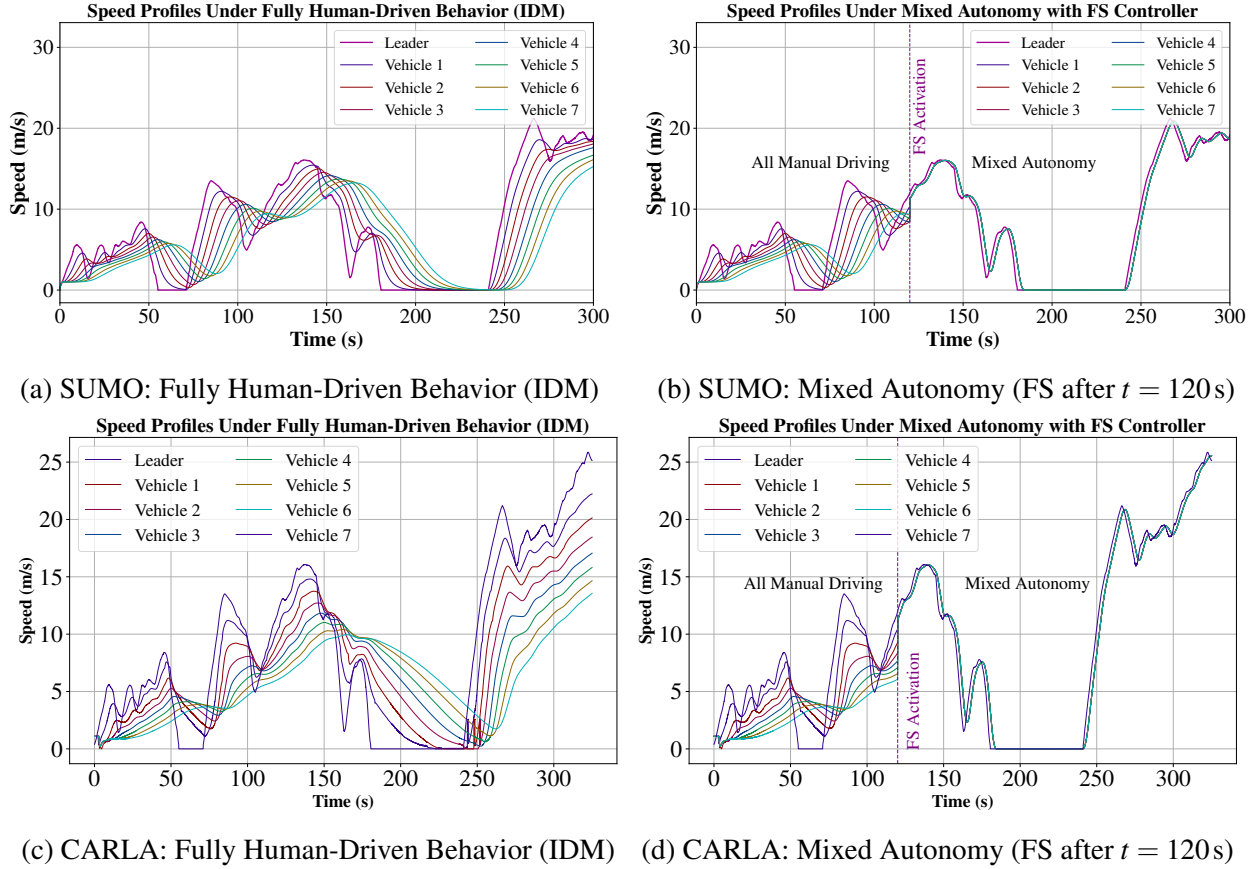 Speed Profiles Under Fully Human-Driven Behavior (IDM)
Speed (m/s)
30
20
10
0
Leader
Vehicle 1
Vehicle 2
Vehicle 3
Vehicle 4
Vehicle 5
Vehicle 6
Vehicle 7
0 50 100 150 200 250 300
Time (s)
(a) SUMO: Fully Human-Driven Behavior (IDM)
Speed Profiles Under Mixed Autonomy with FS Controller
Speed (m/s)
30
20
10
0
Leader
Vehicle 1
Vehicle 2
Vehicle 3
Vehicle 4
Vehicle 5
Vehicle 6
Vehicle 7
FS Activation
All Manual Driving
Mixed Autonomy
0 50 100 150 200 250 300
Time (s)
(b) SUMO: Mixed Autonomy (FS after t = 120 s)
Speed Profiles Under Fully Human-Driven Behavior (IDM)
Speed (m/s)
25
20
15
10
5
0
Leader
Vehicle 1
Vehicle 2
Vehicle 3
Vehicle 4
Vehicle 5
Vehicle 6
Vehicle 7
0 50 100 150 200 250 300
Time (s)
(c) CARLA: Fully Human-Driven Behavior (IDM)
Speed Profiles Under Mixed Autonomy with FS Controller
Speed (m/s)
25
20
15
10
5
0
Leader
Vehicle 1
Vehicle 2
Vehicle 3
Vehicle 4
Vehicle 5
Vehicle 6
Vehicle 7
All Manual Driving
Mixed Autonomy
FS Activation
0 50 100 150 200 250 300
Time (s)
(d) CARLA: Mixed Autonomy (FS after t = 120 s)